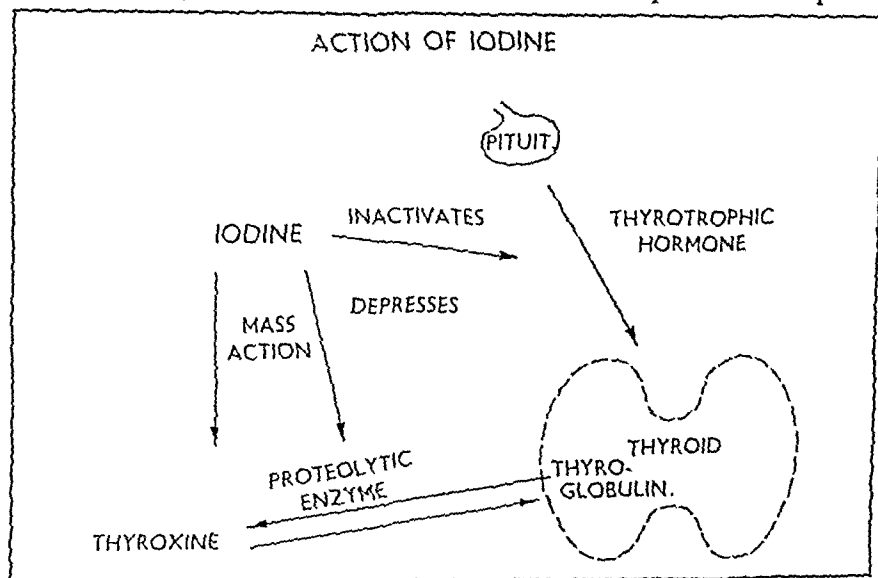 ACTION OF IODINE
PITUIT.
INACTIVATES
THYROTROPHIC
HORMONE
IODINE
DEPRESSES
MASS
ACTION
THYROID
THYRO-
GLOBULIN.
PROTEOLYTIC
ENZYME
THYROXINE